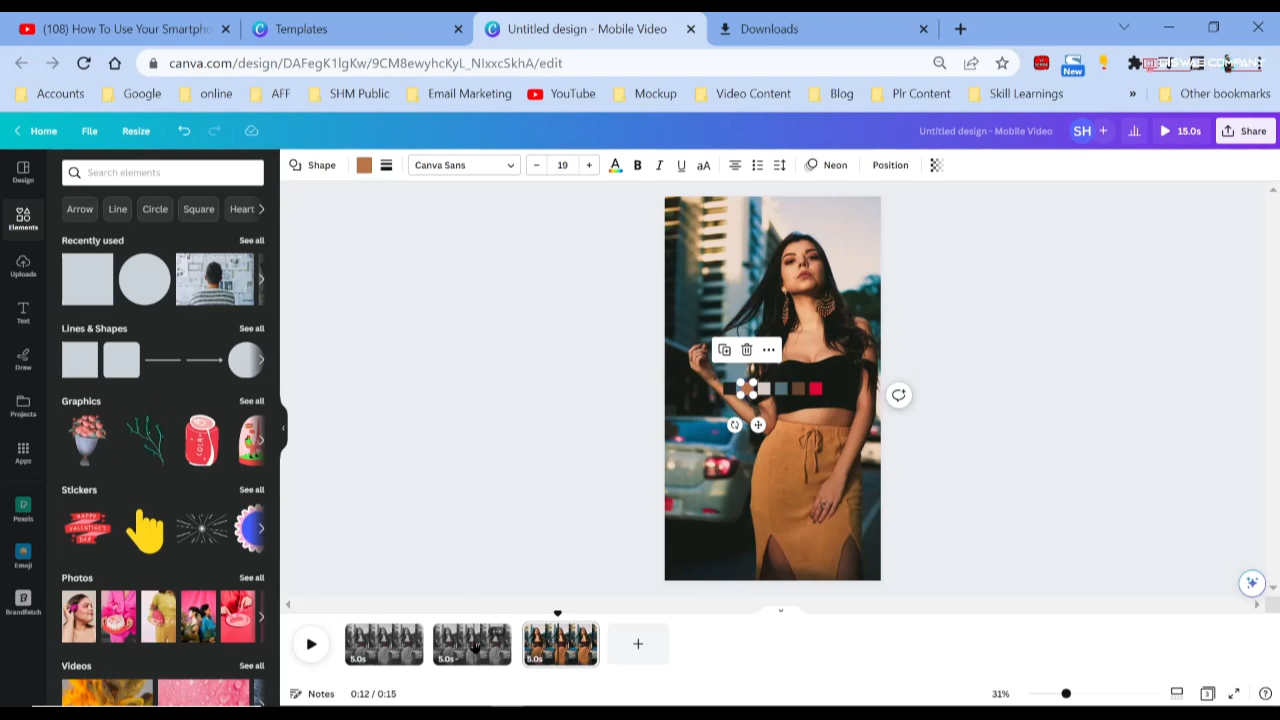 (108) How To Use Your Smartpho
Templates
Untitled design - Mobile Video
Downloads
canva.com/design/DAFegK1lgKw/9CM8ewyhcKyL_NIxxcSkhA/edit
New
Accounts
Google
online
AFF
SHM Public
Email Marketing
YouTube
Mockup
Video Content
Blog
Plr Content
Skill Learnings
»
Other bookmarks
Home
File
Resize
Untitled design - Mobile Video
SH
15.0s
Share
Design
Elements
Uploads
Text
Draw
Projects
Apps
Pexels
Emoji
Brandfetch
Search elements
Arrow
Line
Circle
Square
Heart
Recently used
See all
Lines & Shapes
See all
Graphics
See all
COLA
Stickers
See all
HAPPY
VALENTINE'S
DAY
Photos
See all
Videos
See all
Shape
Canva Sans
19
A
B
I
U
aA
Neon
Position
5.0s
5.0s
5.0s
Notes
0:12 / 0:15
31%
3